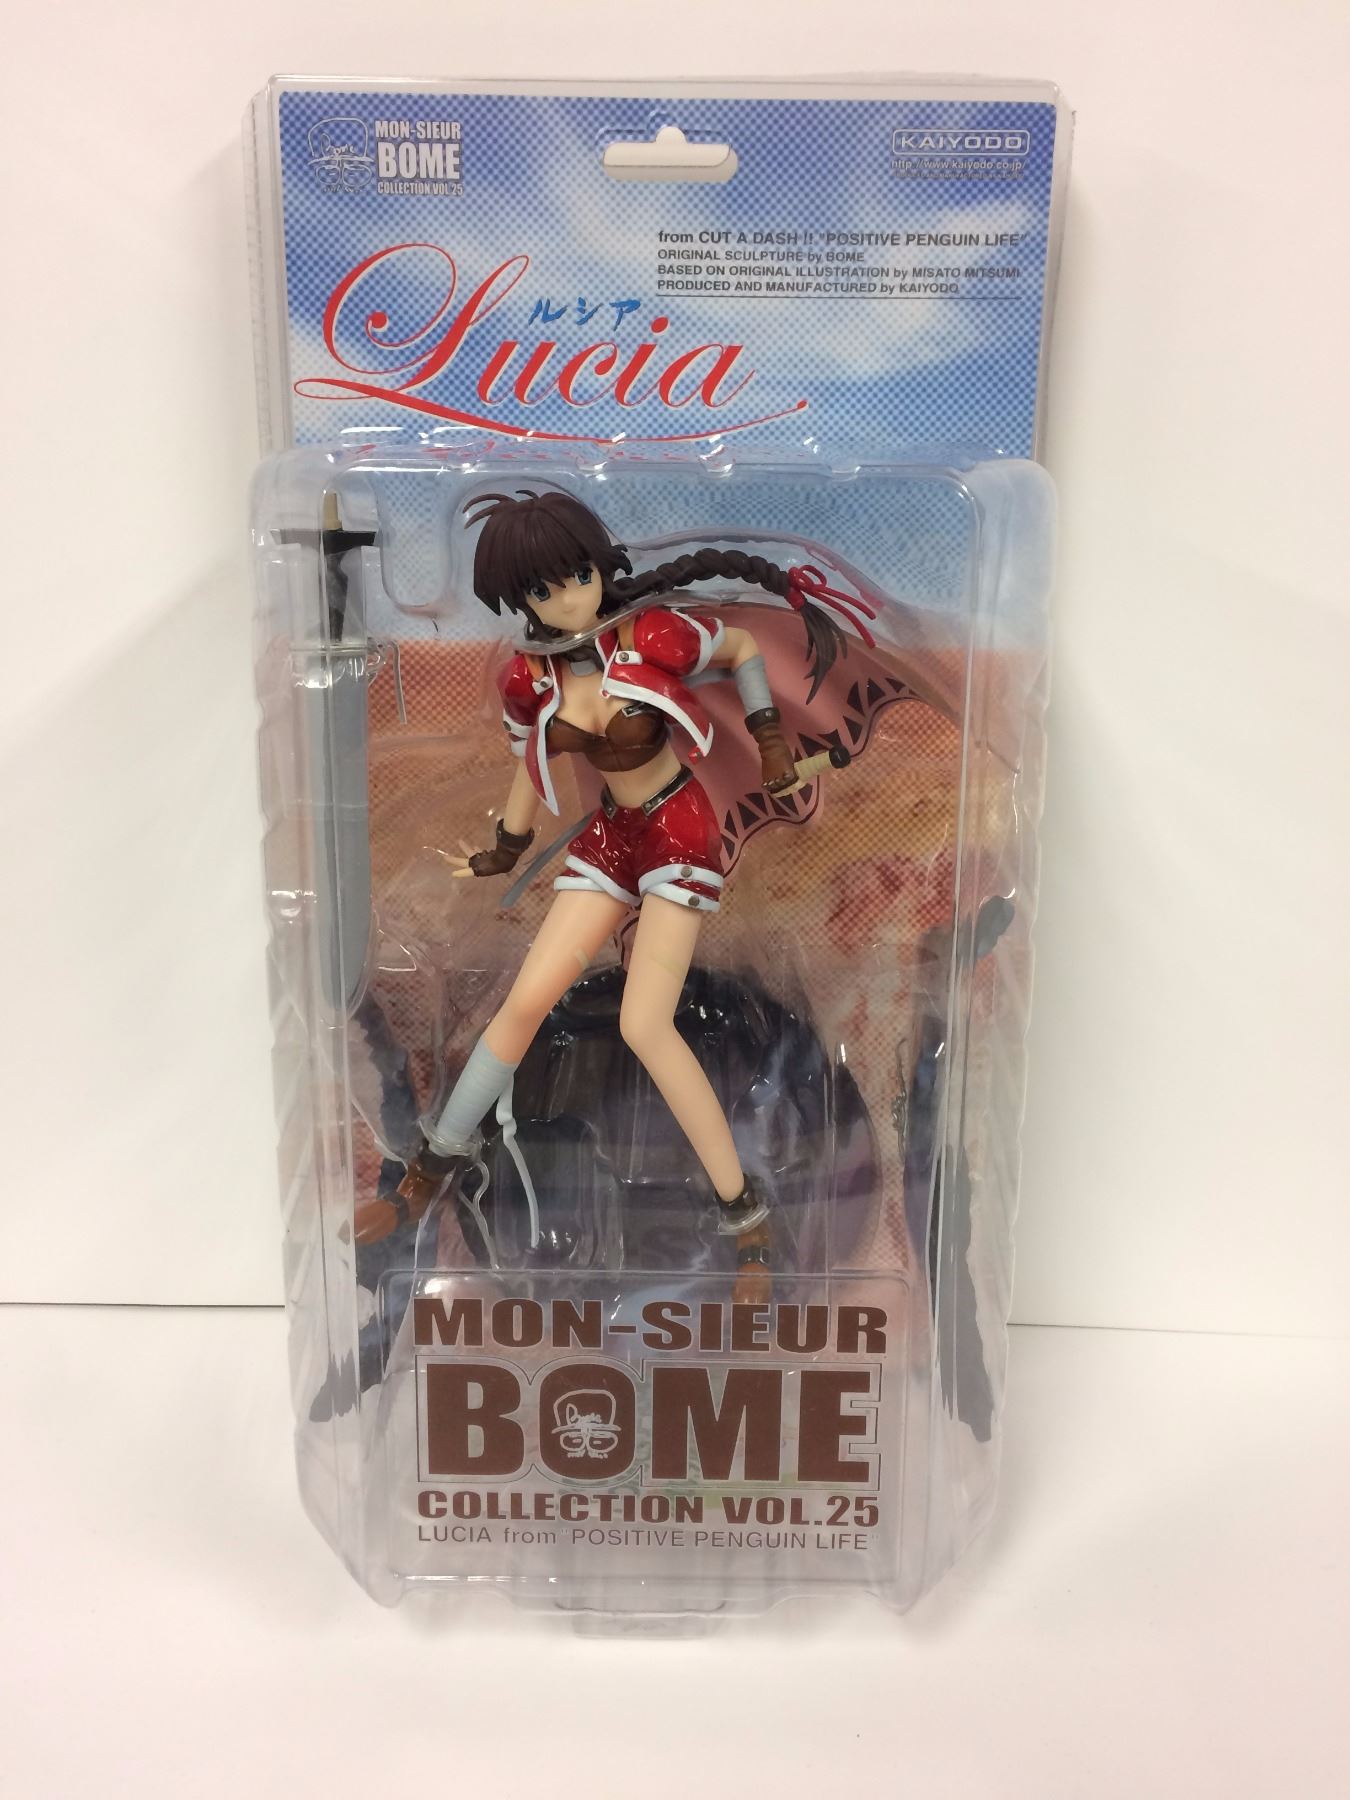 MON-SIEUR
BOME
COLLECTION VOL.25
Bome
KAIYODO
http://www.kaiyodo.co.jp/
from CUT A DASH !! "POSITIVE PENGUIN LIFE"
ORIGINAL SCULPTURE by BOME
BASED ON ORIGINAL ILLUSTRATION by MISATO MITSUMI
PRODUCED AND MANUFACTURED by KAIYODO
ルシア
Lucia
MON-SIEUR
BOME
Bome
COLLECTION VOL.25
LUCIA from "POSITIVE PENGUIN LIFE"